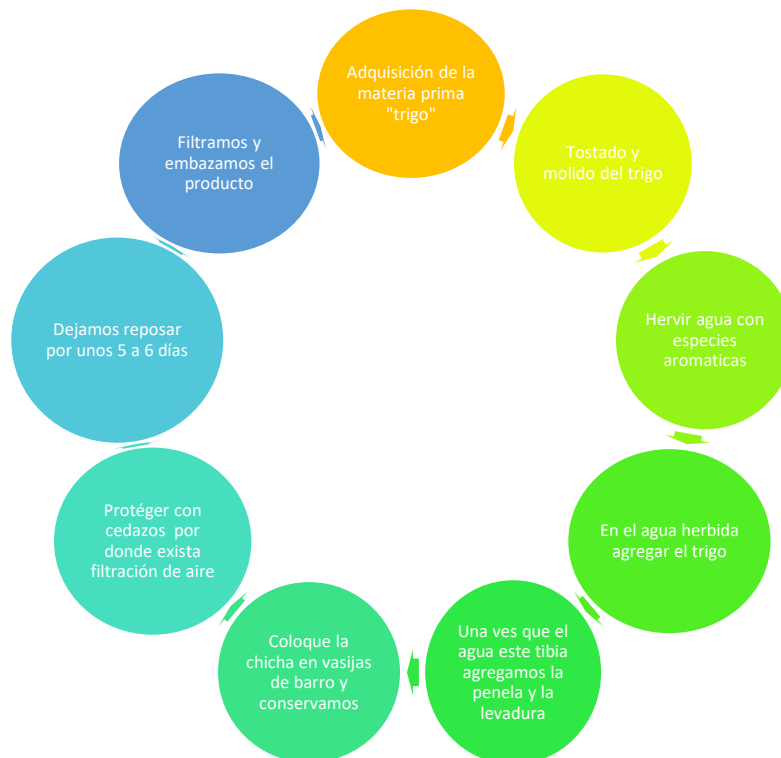 Adquisición de la
materia prima
"trigo"
Tostado y
molido del trigo
Hervir agua con
especies
aromaticas
En el agua herbida
agregar el trigo
Una ves que el
agua este tibia
agregamos la
penela y la
levadura
Coloque la
chicha en vasijas
de barro y
conservamos
Protéger con
cedazos por
donde exista
filtración de aire
Dejamos reposar
por unos 5 a 6 días
Filtramos y
embazamos el
producto